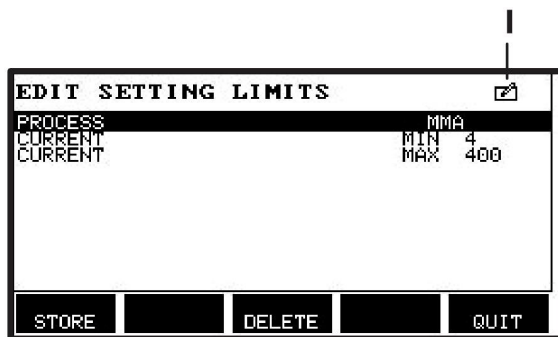 I
EDIT SETTING LIMITS
PROCESS MMA
CURRENT MIN 4
CURRENT MAX 400
STORE DELETE QUIT